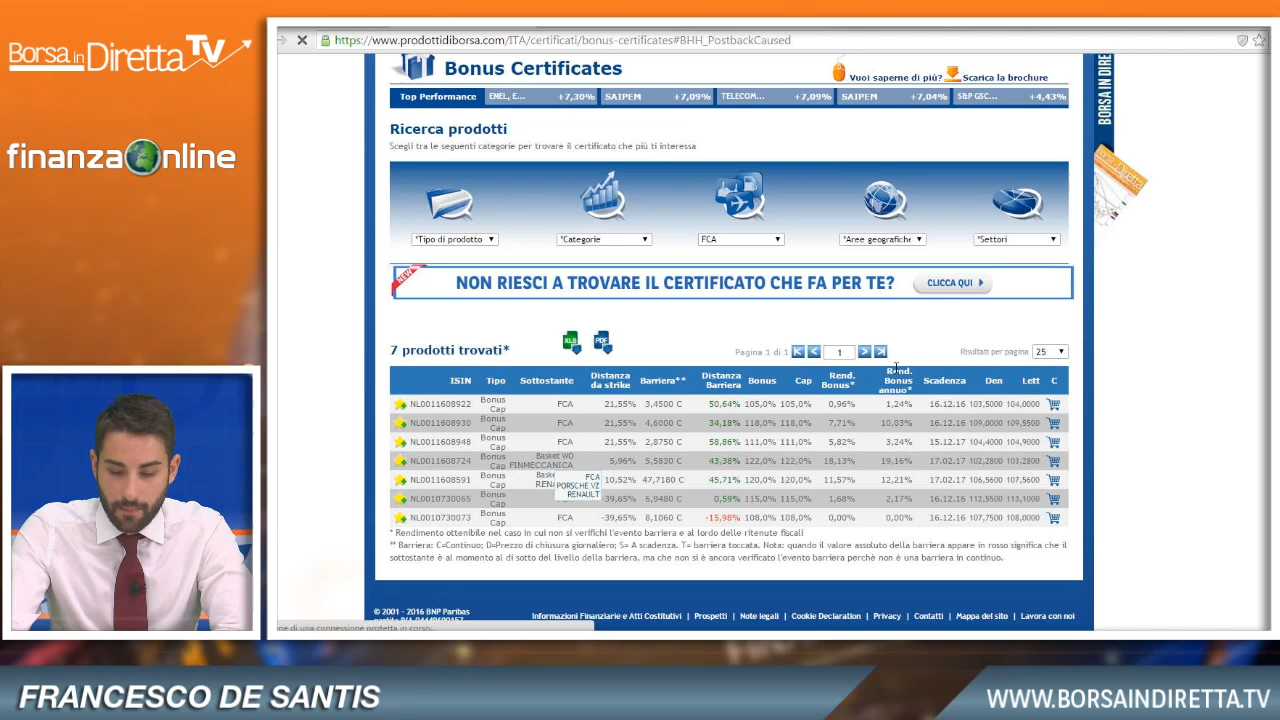 Borsa in Diretta TV
finanzaOnline
https://www.prodottidiborsa.com/ITA/certificati/bonus-certificates#BHH_PostbackCaused
BORSA IN DIRE
Bonus Certificates
Vuoi saperne di più? Scarica la brochure
Top Performance ENEL, E... +7,30% SAIPEM +7,09% TELECOM... +7,09% SAIPEM +7,04% S&P GSC... +4,43%
Ricerca prodotti
Scegli tra le seguenti categorie per trovare il certificato che più ti interessa
*Tipo di prodotto *Categorie FCA *Aree geografiche *Settori
NEW NON RIESCI A TROVARE IL CERTIFICATO CHE FA PER TE? CLICCA QUI
7 prodotti trovati* XLS PDF Pagina 1 di 1 1 Risultati per pagina 25
ISIN Tipo Sottostante Distanza da strike Barriera** Distanza Barriera Bonus Cap Rend. Bonus* Rend. Bonus annuo* Scadenza Den Lett C
NL0011608922 Bonus Cap FCA 21,55% 3,4500 C 50,64% 105,0% 105,0% 0,96% 1,24% 16.12.16 103,5000 104,0000
NL0011608930 Bonus Cap FCA 21,55% 4,6000 C 34,18% 118,0% 118,0% 7,71% 10,03% 16.12.16 109,0000 109,5500
NL0011608948 Bonus Cap FCA 21,55% 2,8750 C 58,86% 111,0% 111,0% 5,82% 3,24% 15.12.17 104,4000 104,9000
NL0011608724 Bonus Cap Basket WO FINMECCANICA 5,96% 5,5830 C 43,38% 122,0% 122,0% 18,13% 19,16% 17.02.17 102,2800 103,2800
NL0011608591 Bonus Cap Baske RENA 10,52% 47,7180 C 45,71% 120,0% 120,0% 11,57% 12,21% 17.02.17 106,5600 107,5600
FCA
PORSCHE VZ
RENAULT
NL0010730065 Bonus Cap -39,65% 6,9480 C 0,59% 115,0% 115,0% 1,68% 2,17% 16.12.16 112,5500 113,1000
NL0010730073 Bonus Cap FCA -39,65% 8,1060 C -15,98% 108,0% 108,0% 0,00% 0,00% 16.12.16 107,7500 108,0000
* Rendimento ottenibile nel caso in cui non si verifichi l'evento barriera e al lordo delle ritenute fiscali
** Barriera: C=Continuo; D=Prezzo di chiusura giornaliero; S= A scadenza. T= barriera toccata. Nota: quando il valore assoluto della barriera appare in rosso significa che il
sottostante è al momento al di sotto del livello della barriera, ma che non si è ancora verificato l'evento barriera perchè non è una barriera in continuo.
© 2001 - 2016 BNP Paribas
Informazioni Finanziarie e Atti Costitutivi | Prospetti | Note legali | Cookie Declaration | Privacy | Contatti | Mappa del sito | Lavora con noi
FRANCESCO DE SANTIS
WWW.BORSAINDIRETTA.TV